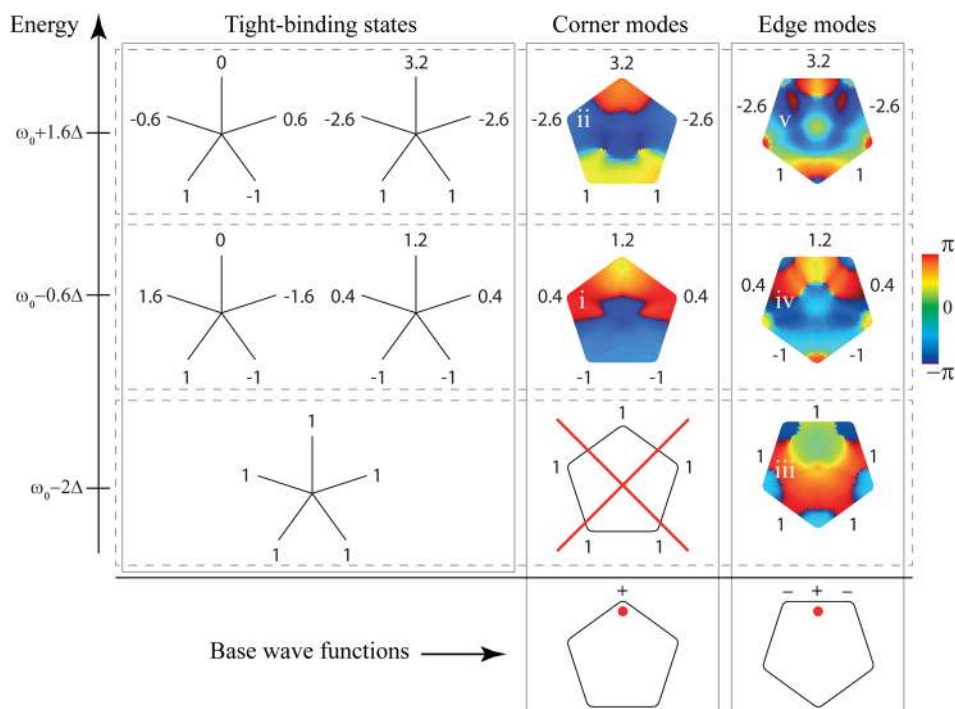 Energy Tight-binding states Corner modes Edge modes
0 3.2 3.2 3.2
-0.6 0.6 -2.6 -2.6 -2.6 ii -2.6 -2.6 v -2.6
ω₀+1.6Δ
1 -1 1 1 1 1 1 1
0 1.2 1.2 1.2
1.6 -1.6 0.4 0.4 0.4 i 0.4 0.4 iv 0.4
ω₀−0.6Δ
1 -1 -1 -1 -1 -1 -1 -1
π
0
−π
1 1 1
1 1 1 1 1 iii 1
ω₀−2Δ
1 1 1 1 1 1
+ − + −
Base wave functions